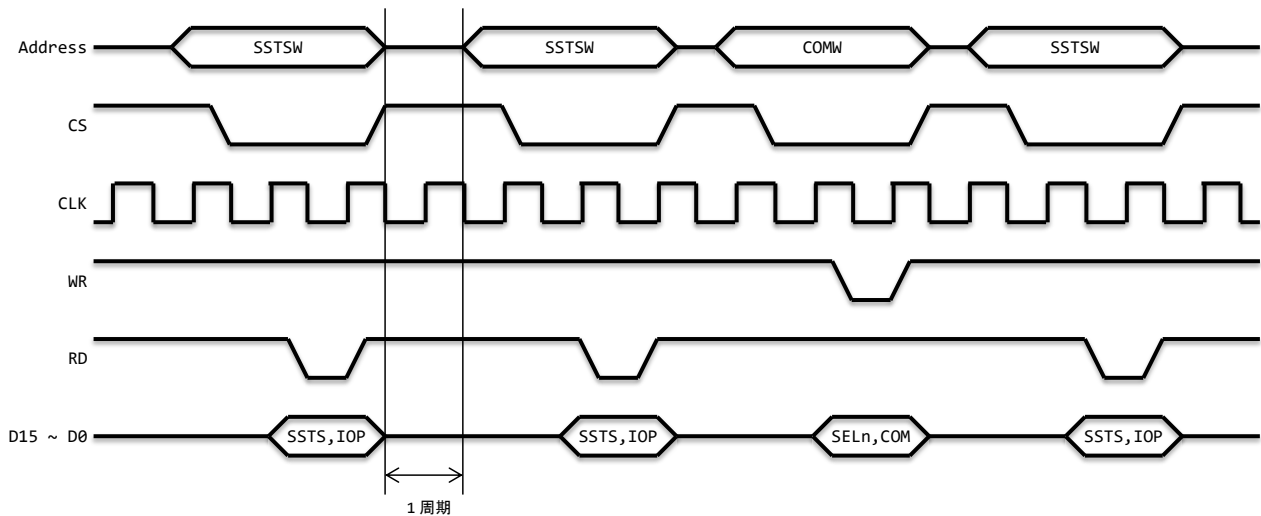 Address SSTSW SSTSW COMW SSTSW
CS
CLK
WR
RD
D15 ~ D0 SSTS,IOP SSTS,IOP SELn,COM SSTS,IOP
1 周期